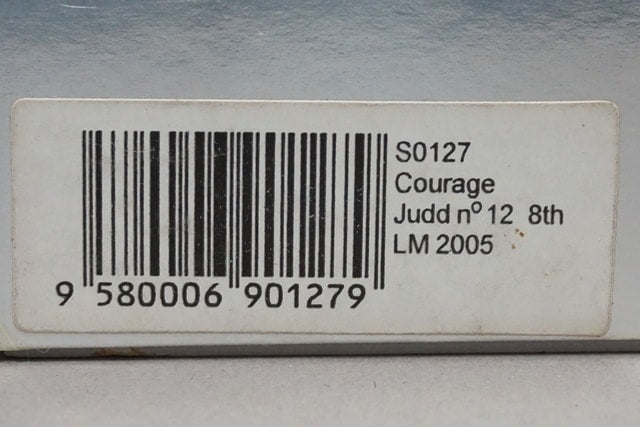 S0127
Courage
Judd nº 12 8th
LM 2005
9 580006 901279